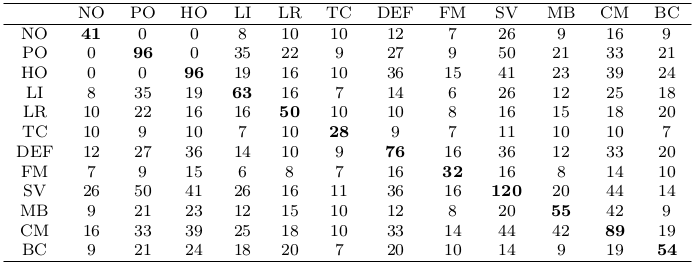 NO PO HO LI LR TC DEF FM SV MB CM BC
NO 41 0 0 8 10 10 12 7 26 9 16 9
PO 0 96 0 35 22 9 27 9 50 21 33 21
HO 0 0 96 19 16 10 36 15 41 23 39 24
LI 8 35 19 63 16 7 14 6 26 12 25 18
LR 10 22 16 16 50 10 10 8 16 15 18 20
TC 10 9 10 7 10 28 9 7 11 10 10 7
DEF 12 27 36 14 10 9 76 16 36 12 33 20
FM 7 9 15 6 8 7 16 32 16 8 14 10
SV 26 50 41 26 16 11 36 16 120 20 44 14
MB 9 21 23 12 15 10 12 8 20 55 42 9
CM 16 33 39 25 18 10 33 14 44 42 89 19
BC 9 21 24 18 20 7 20 10 14 9 19 54